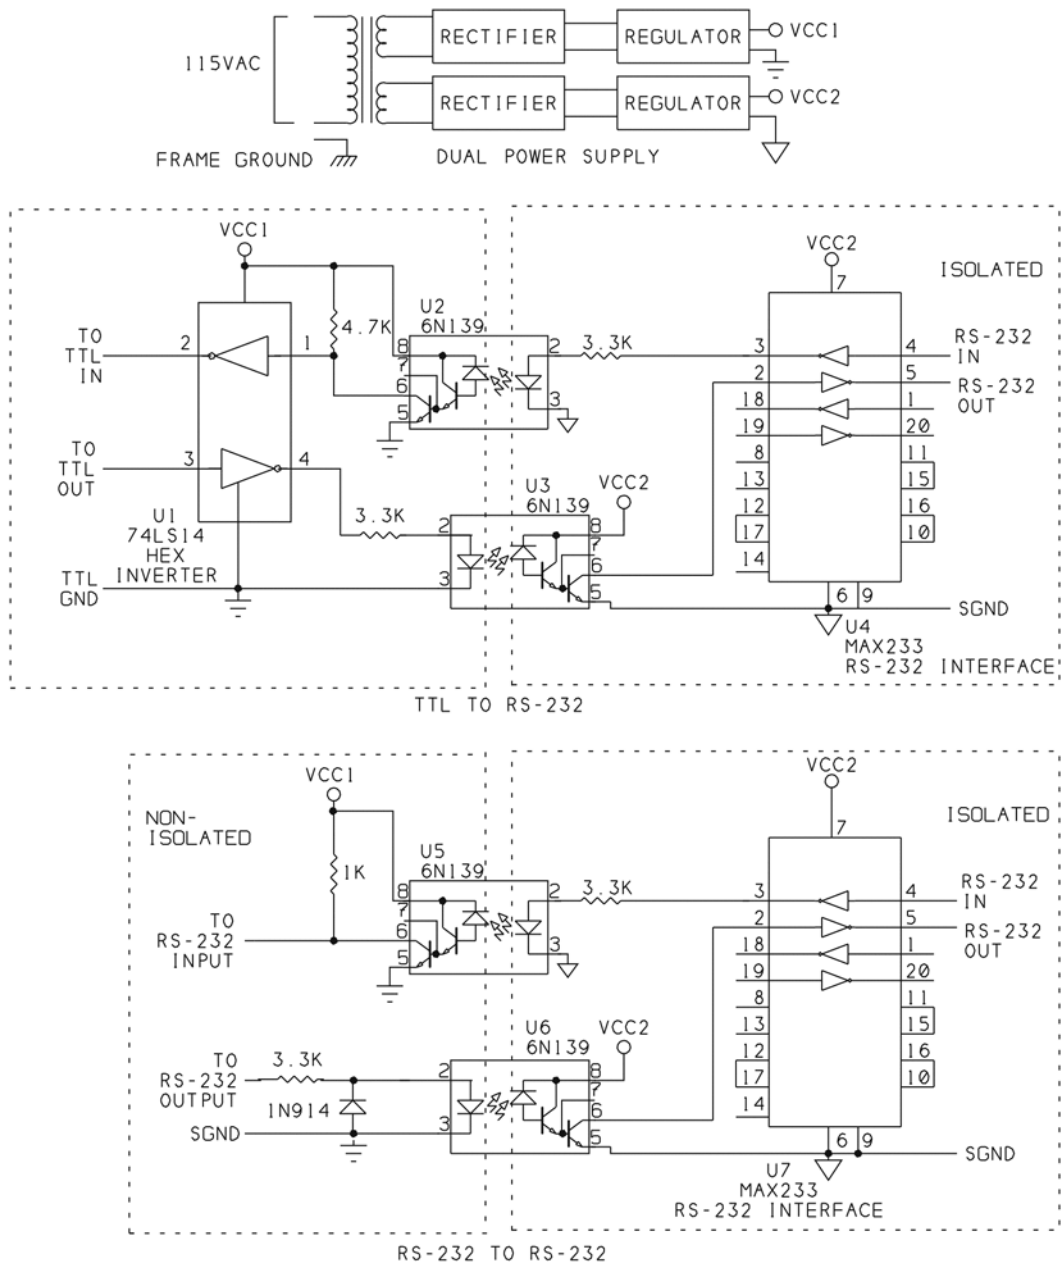 RECTIFIER
REGULATOR
VCC1
115VAC
RECTIFIER
REGULATOR
VCC2
FRAME GROUND
DUAL POWER SUPPLY
VCC1
VCC2
7
ISOLATED
U2
6N139
4.7K
TO
TTL
IN
2
1
8
7
6
5
2
3
3.3K
3
4
RS-232
IN
2
5
RS-232
OUT
18
1
19
20
8
11
13
15
12
16
17
10
14
TO
TTL
OUT
3
4
U1
74LS14
HEX
INVERTER
TTL
GND
3.3K
U3
6N139
VCC2
2
3
8
7
6
5
6
9
SGND
U4
MAX233
RS-232 INTERFACE
TTL TO RS-232
VCC1
VCC2
NON-
ISOLATED
7
ISOLATED
U5
6N139
1K
8
7
6
5
2
3
3.3K
TO
RS-232
INPUT
3
4
RS-232
IN
2
5
RS-232
OUT
18
1
19
20
8
11
13
15
12
16
17
10
14
U6
6N139
VCC2
TO
RS-232
OUTPUT
3.3K
1N914
SGND
2
3
8
7
6
5
6
9
SGND
U7
MAX233
RS-232 INTERFACE
RS-232 TO RS-232